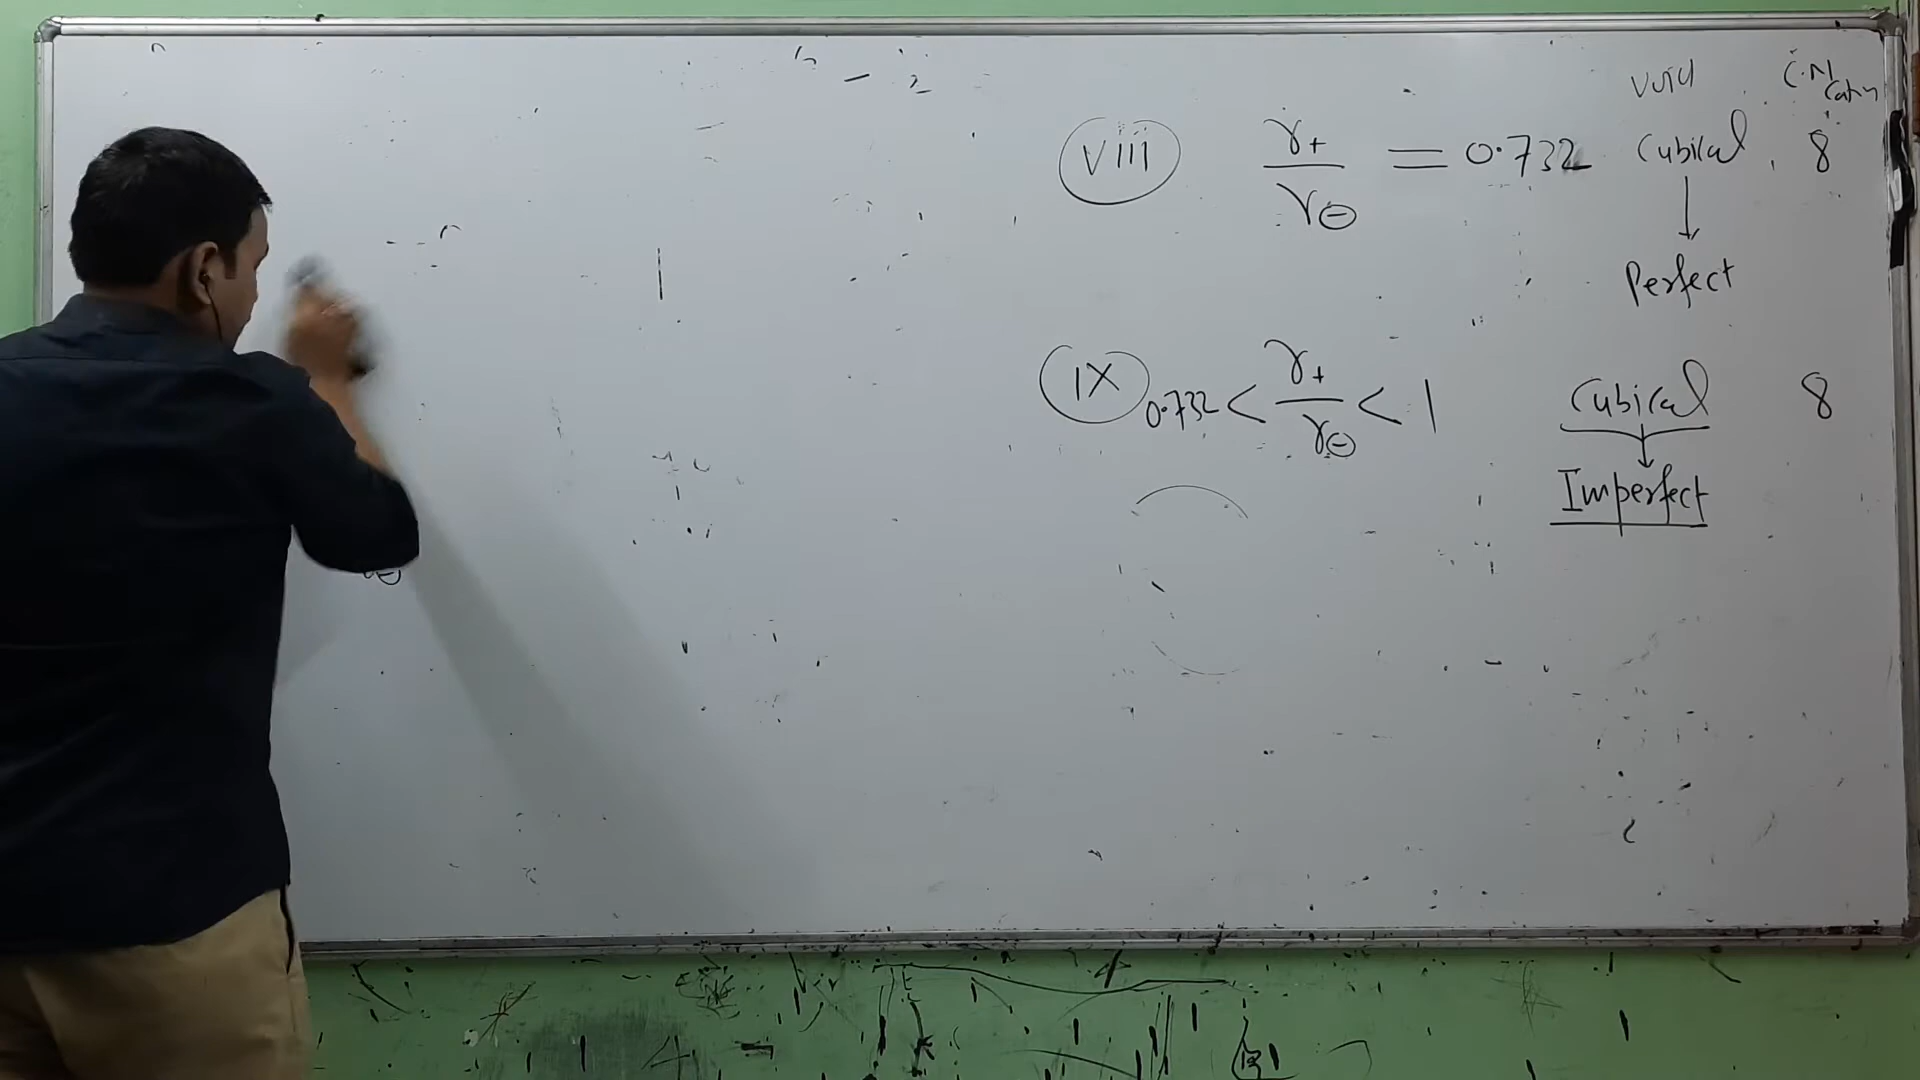 Void C.N Cation
(viii) r+ / r⊖ = 0.732 Cubical 8
↓
Perfect
(ix) 0.732 < r+ / r⊖ < 1 Cubical 8
↓
Imperfect